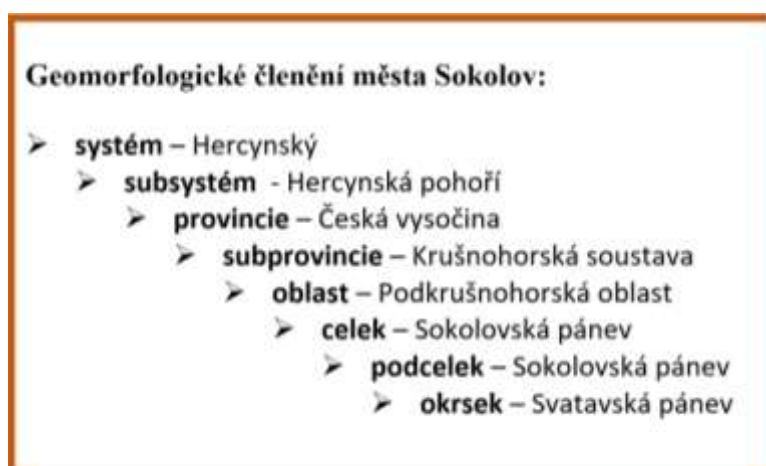 Geomorfologické členění města Sokolov:
➢ systém – Hercynský
➢ subsystém - Hercynská pohoří
➢ provincie – Česká vysočina
➢ subprovincie – Krušnohorská soustava
➢ oblast – Podkrušnohorská oblast
➢ celek – Sokolovská pánev
➢ podcelek – Sokolovská pánev
➢ okrsek – Svatavská pánev